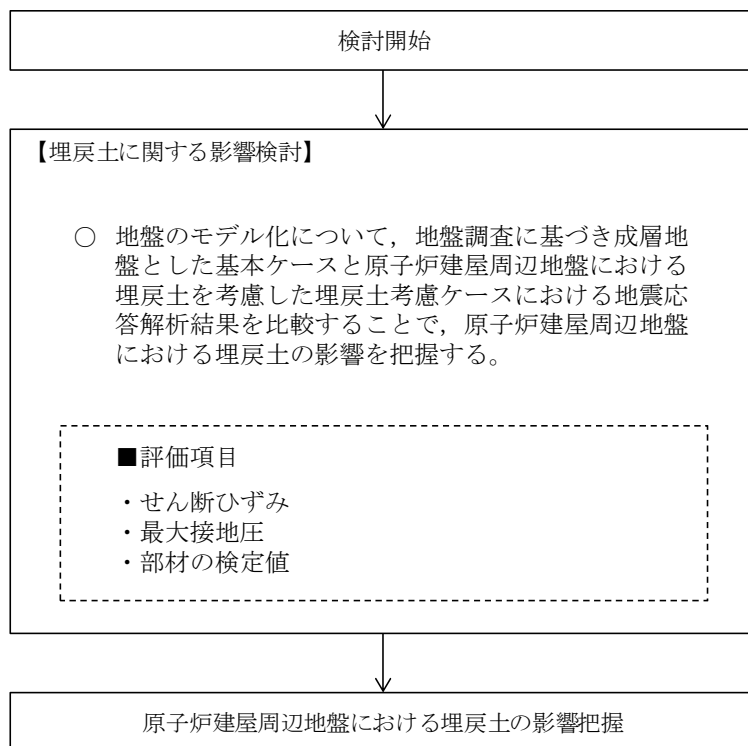 検討開始
【埋戻土に関する影響検討】
○ 地盤のモデル化について，地盤調査に基づき成層地
盤とした基本ケースと原子炉建屋周辺地盤における
埋戻土を考慮した埋戻土考慮ケースにおける地震応
答解析結果を比較することで，原子炉建屋周辺地盤
における埋戻土の影響を把握する。
■評価項目
・せん断ひずみ
・最大接地圧
・部材の検定値
原子炉建屋周辺地盤における埋戻土の影響把握